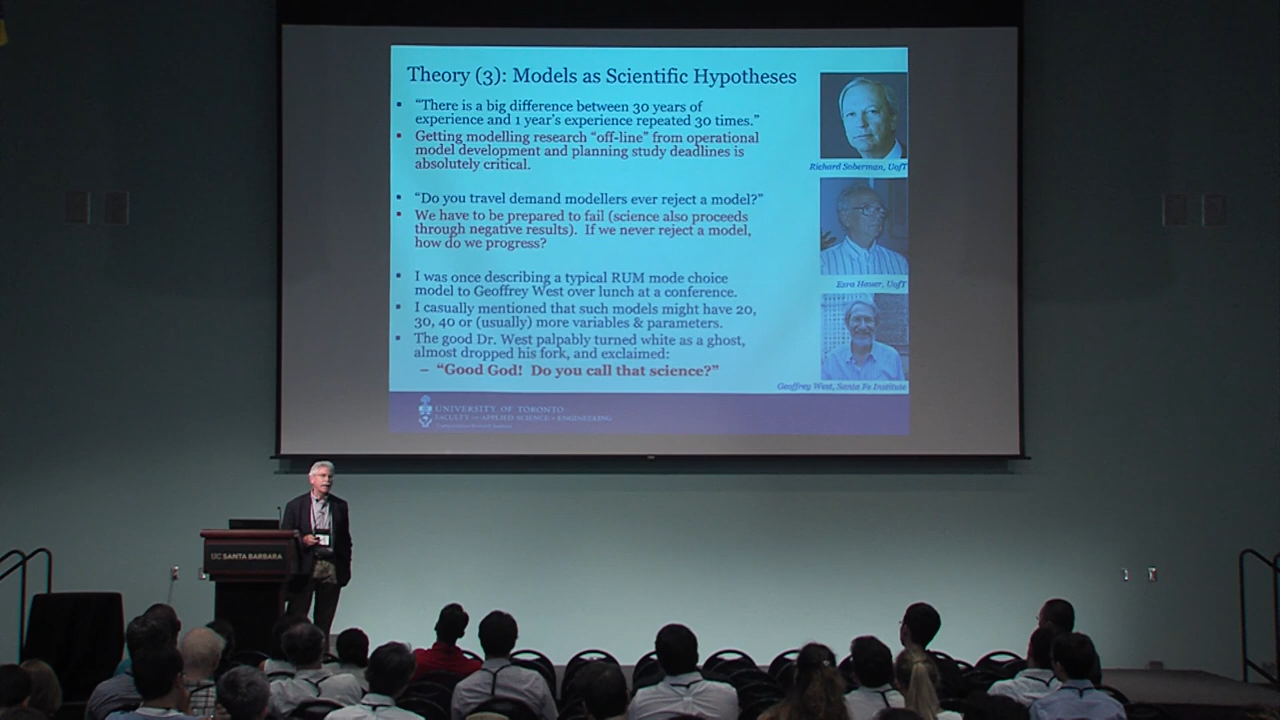 Theory (3): Models as Scientific Hypotheses
▪ “There is a big difference between 30 years of
experience and 1 year’s experience repeated 30 times.”
▪ Getting modelling research “off-line” from operational
model development and planning study deadlines is
absolutely critical.
Richard Soberman, UofT
▪ “Do you travel demand modellers ever reject a model?”
▪ We have to be prepared to fail (science also proceeds
through negative results). If we never reject a model,
how do we progress?
Ezra Hauer, UofT
▪ I was once describing a typical RUM mode choice
model to Geoffrey West over lunch at a conference.
▪ I casually mentioned that such models might have 20,
30, 40 or (usually) more variables & parameters.
▪ The good Dr. West palpably turned white as a ghost,
almost dropped his fork, and exclaimed:
– “Good God! Do you call that science?”
Geoffrey West, Santa Fe Institute
UNIVERSITY OF TORONTO
FACULTY OF APPLIED SCIENCE & ENGINEERING
UC SANTA BARBARA